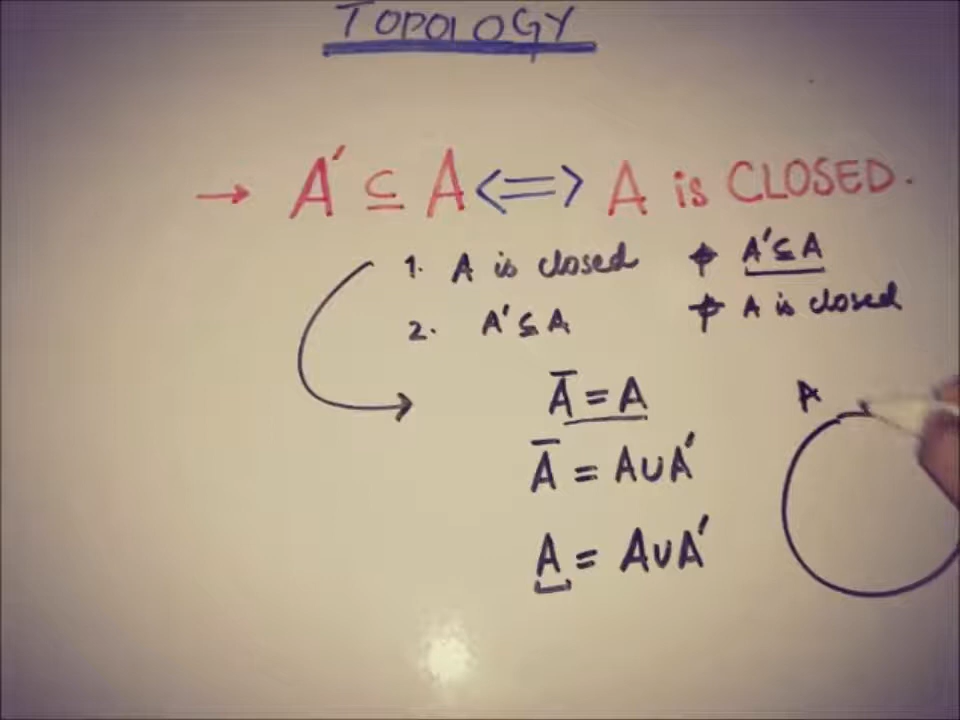 TOPOLOGY
→ A′ ⊆ A <=> A is CLOSED.
1. A is closed A′⊆A
2. A′⊆A A is closed
Ā = A
Ā = A∪A′ A
A = A∪A′